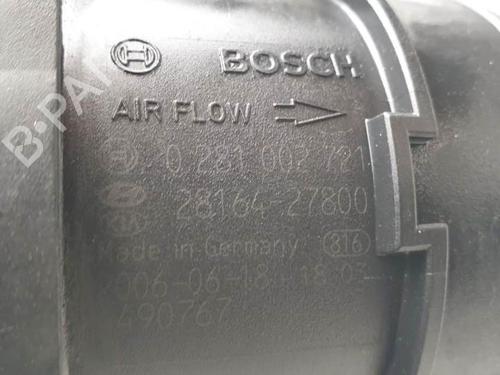 BOSCH
AIR FLOW
0 281 002 721
28164-27800
Made in Germany 816
2006-06-18 18:03
490767
B-PARTS